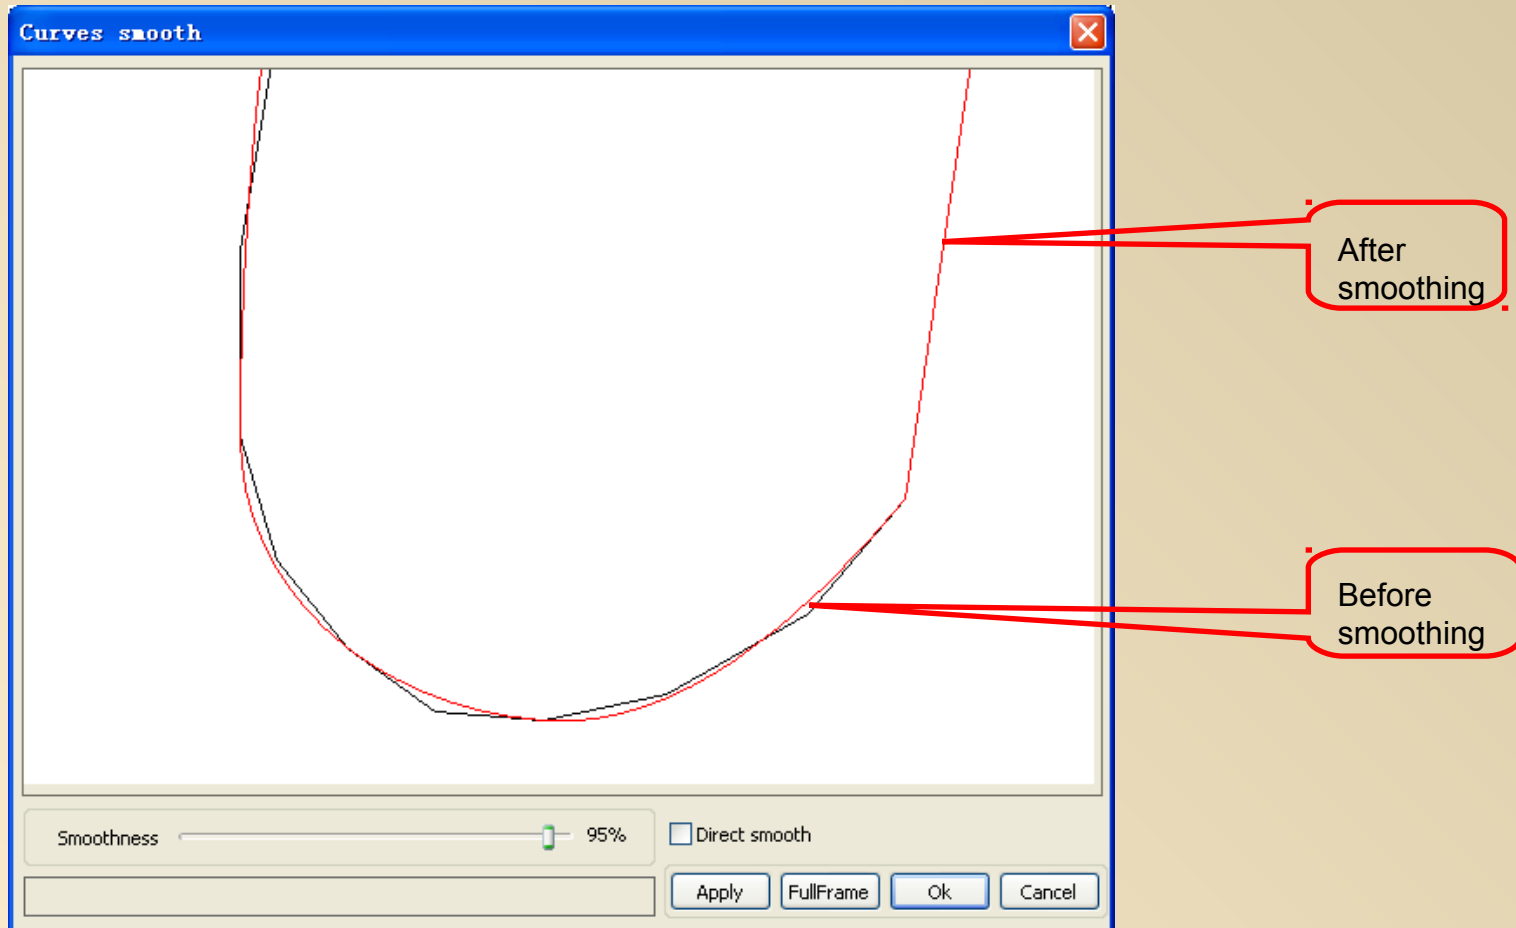 Curves smooth
After
smoothing
Before
smoothing
Smoothness 95%
Direct smooth
Apply FullFrame Ok Cancel